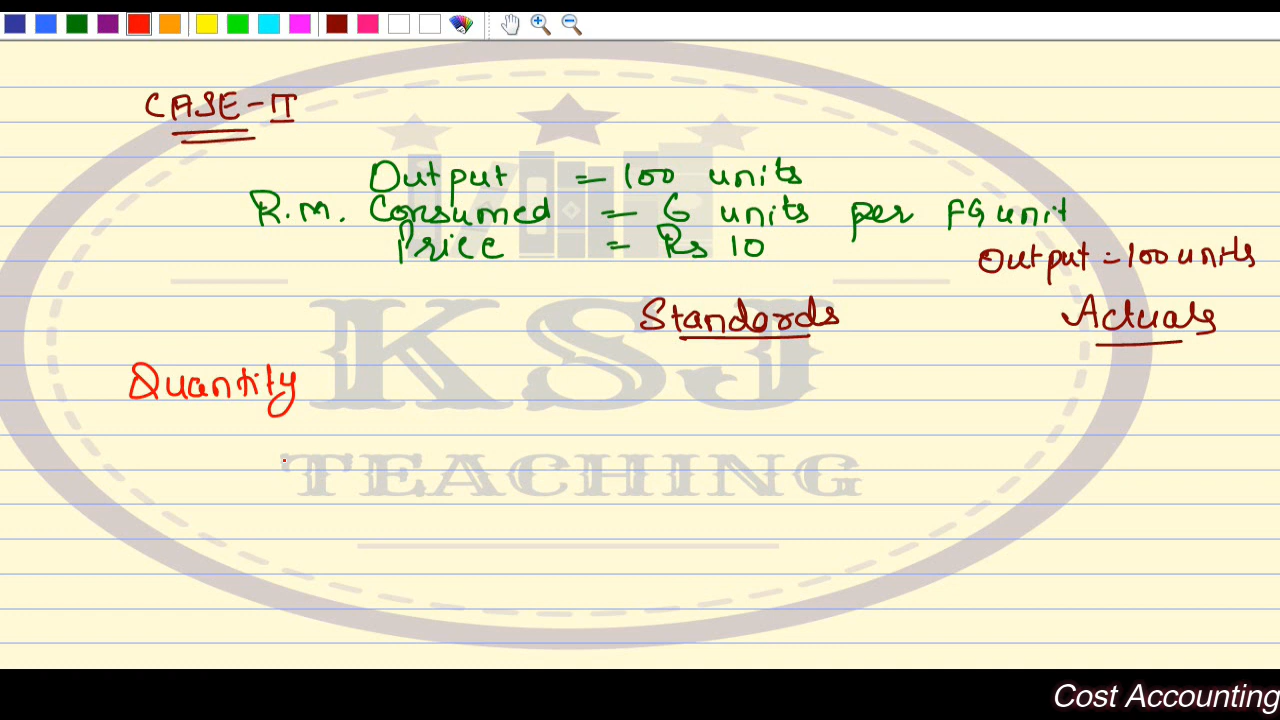 CASE-II
Output = 100 units
R.M. Consumed = 6 units per FG unit
Price = Rs 10
Output = 100 units
Standards Actuals
Quantity
KSJ
TEACHING
Cost Accounting